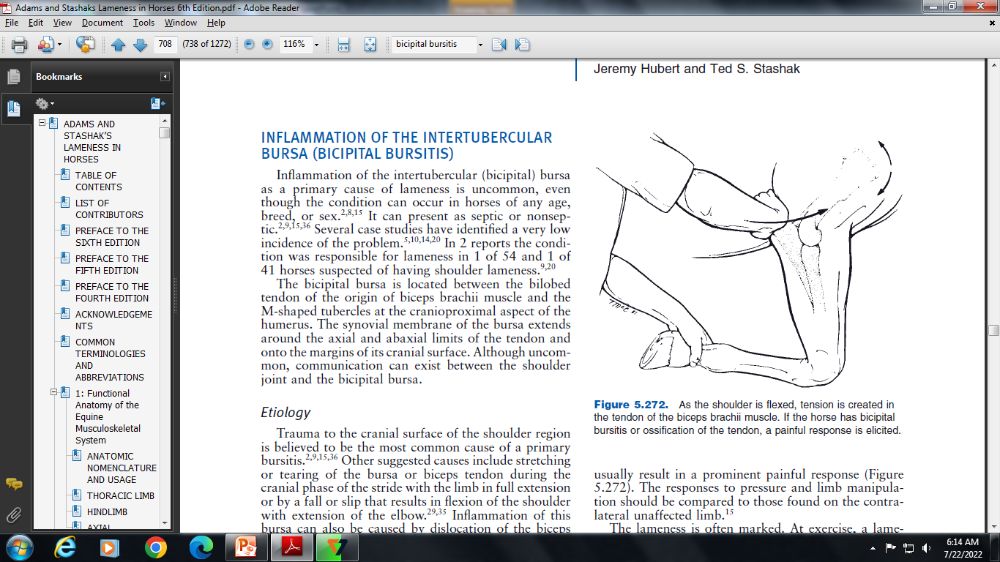 Adams and Stashaks Lameness in Horses 6th Edition.pdf - Adobe Reader
File Edit View Document Tools Window Help
708 (738 of 1272) 116% bicipital bursitis
Bookmarks
ADAMS AND
STASHAK'S
LAMENESS IN
HORSES
TABLE OF
CONTENTS
LIST OF
CONTRIBUTORS
PREFACE TO THE
SIXTH EDITION
PREFACE TO THE
FIFTH EDITION
PREFACE TO THE
FOURTH EDITION
ACKNOWLEDGEME
NTS
COMMON
TERMINOLOGIES
AND
ABBREVIATIONS
1: Functional
Anatomy of the
Equine
Musculoskeletal
System
ANATOMIC
NOMENCLATURE
AND USAGE
THORACIC LIMB
HINDLIMB
AXIAL
Jeremy Hubert and Ted S. Stashak
INFLAMMATION OF THE INTERTUBERCULAR
BURSA (BICIPITAL BURSITIS)
Inflammation of the intertubercular (bicipital) bursa
as a primary cause of lameness is uncommon, even
though the condition can occur in horses of any age,
breed, or sex.2,8,15 It can present as septic or nonsep-
tic.2,9,15,36 Several case studies have identified a very low
incidence of the problem.5,10,14,20 In 2 reports the condi-
tion was responsible for lameness in 1 of 54 and 1 of
41 horses suspected of having shoulder lameness.9,20
The bicipital bursa is located between the bilobed
tendon of the origin of biceps brachii muscle and the
M-shaped tubercles at the cranioproximal aspect of the
humerus. The synovial membrane of the bursa extends
around the axial and abaxial limits of the tendon and
onto the margins of its cranial surface. Although uncom-
mon, communication can exist between the shoulder
joint and the bicipital bursa.
Etiology
Trauma to the cranial surface of the shoulder region
is believed to be the most common cause of a primary
bursitis.2,9,15,36 Other suggested causes include stretching
or tearing of the bursa or biceps tendon during the
cranial phase of the stride with the limb in full extension
or by a fall or slip that results in flexion of the shoulder
with extension of the elbow.29,35 Inflammation of this
bursa can also be caused by dislocation of the biceps
Figure 5.272. As the shoulder is flexed, tension is created in
the tendon of the biceps brachii muscle. If the horse has bicipital
bursitis or ossification of the tendon, a painful response is elicited.
usually result in a prominent painful response (Figure
5.272). The responses to pressure and limb manipula-
tion should be compared to those found on the contra-
lateral unaffected limb.15
The lameness is often marked. At exercise, a lame-
6:14 AM
7/22/2022